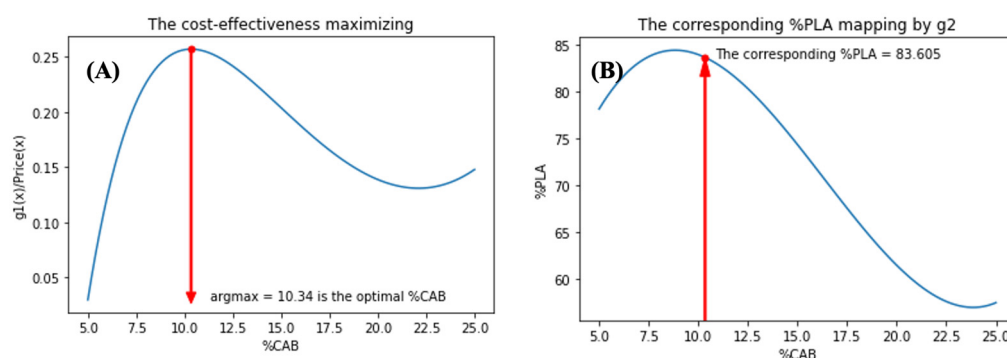 The cost-effectiveness maximizing
(A)
g1(x)/Price(x)
0.25
0.20
0.15
0.10
0.05
argmax = 10.34 is the optimal %CAB
5.0 7.5 10.0 12.5 15.0 17.5 20.0 22.5 25.0
%CAB
The corresponding %PLA mapping by g2
(B)
The corresponding %PLA = 83.605
%PLA
85
80
75
70
65
60
5.0 7.5 10.0 12.5 15.0 17.5 20.0 22.5 25.0
%CAB